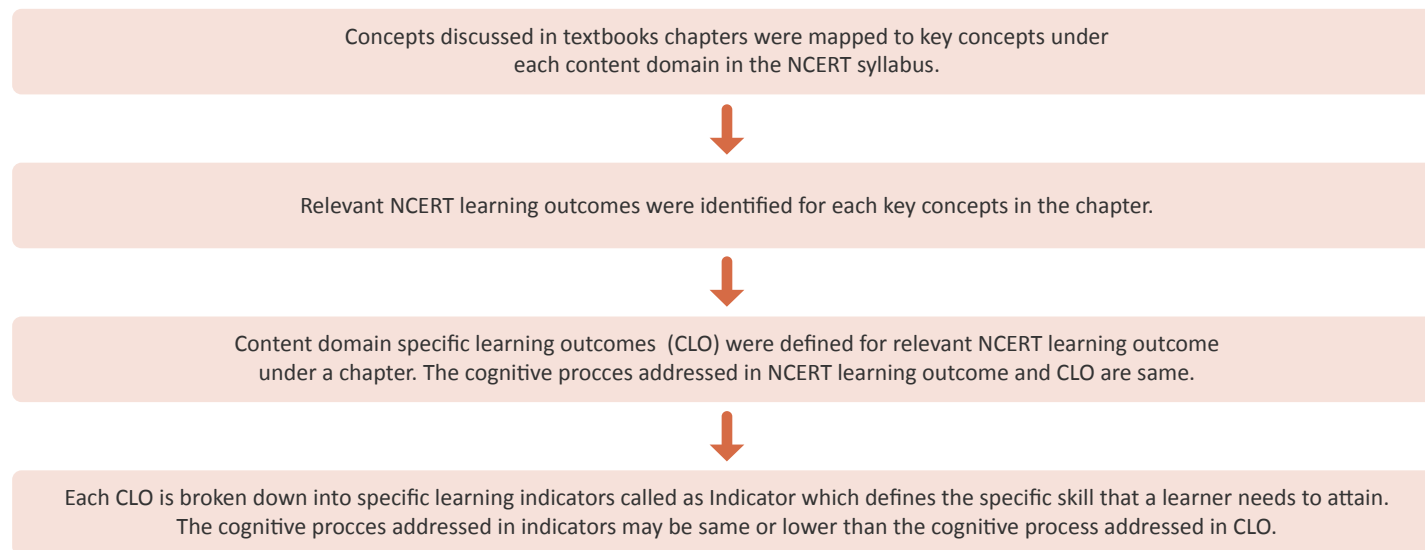 Concepts discussed in textbooks chapters were mapped to key concepts under
each content domain in the NCERT syllabus.
Relevant NCERT learning outcomes were identified for each key concepts in the chapter.
Content domain specific learning outcomes (CLO) were defined for relevant NCERT learning outcome
under a chapter. The cognitive procces addressed in NCERT learning outcome and CLO are same.
Each CLO is broken down into specific learning indicators called as Indicator which defines the specific skill that a learner needs to attain.
The cognitive procces addressed in indicators may be same or lower than the cognitive process addressed in CLO.